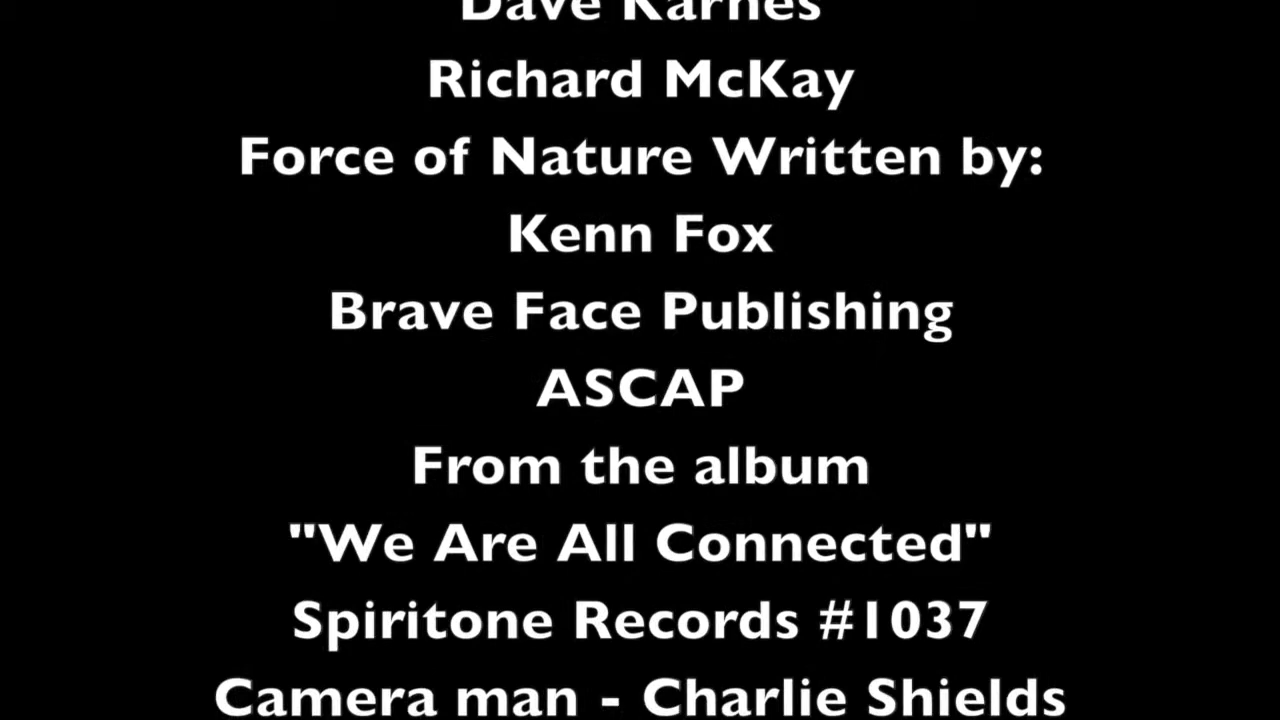 Dave Karnes
Richard McKay
Force of Nature Written by:
Kenn Fox
Brave Face Publishing
ASCAP
From the album
"We Are All Connected"
Spiritone Records #1037
Camera man - Charlie Shields